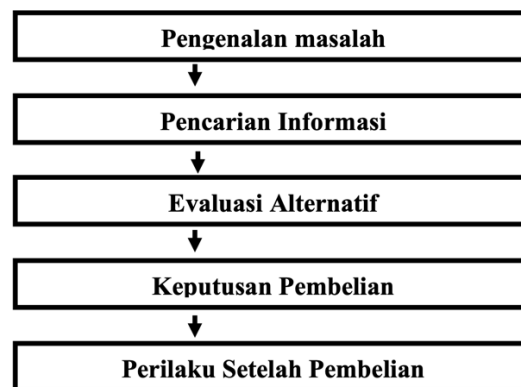 Pengenalan masalah
Pencarian Informasi
Evaluasi Alternatif
Keputusan Pembelian
Perilaku Setelah Pembelian